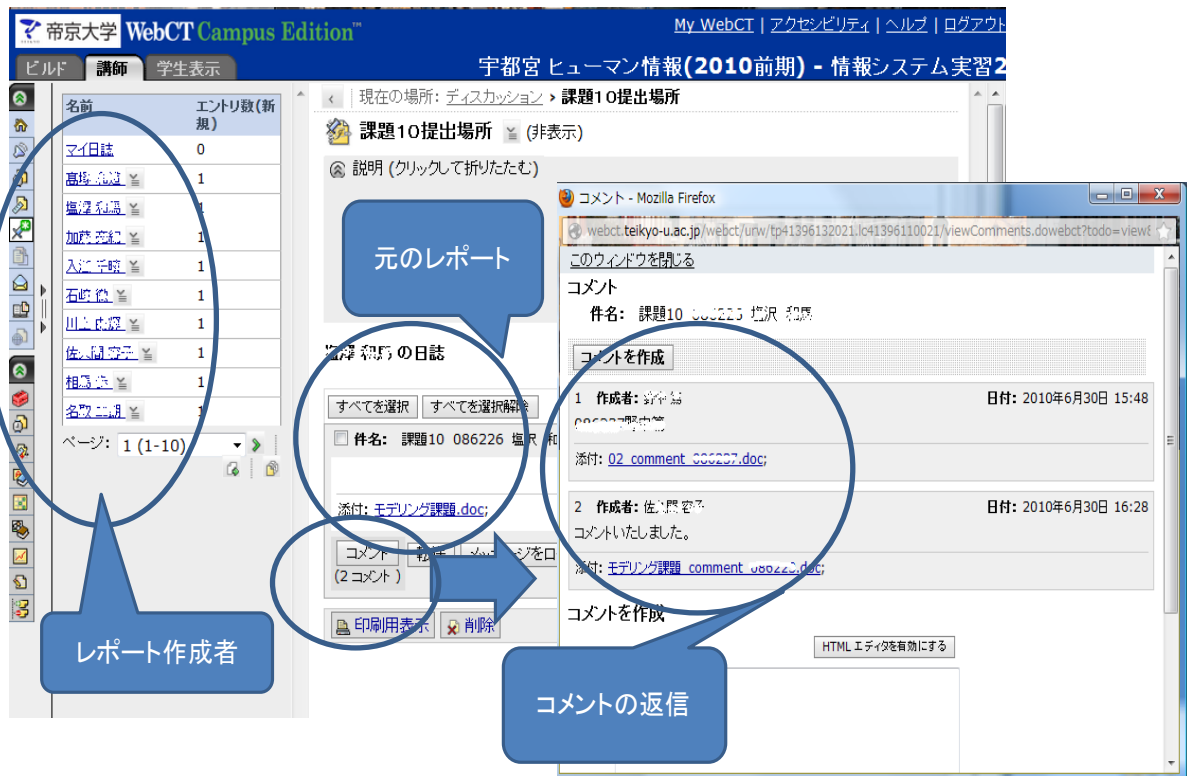 帝京大学 WebCT Campus Edition™
My WebCT | アクセシビリティ | ヘルプ | ログアウト
ビルド 講師 学生表示
宇都宮 ヒューマン情報(2010前期) - 情報システム実習2
名前 エントリ数(新規)
マイ日誌 0
1
1
1
1
1
1
1
1
1
ページ: 1 (1-10)
現在の場所: ディスカッション › 課題10提出場所
課題10提出場所 (非表示)
説明 (クリックして折りたたむ)
元のレポート
の日誌
すべてを選択 すべてを選択解除
件名: 課題10 086226 塩沢
添付: モデリング課題.doc;
コメント
(2コメント)
印刷用表示 削除
レポート作成者
コメント - Mozilla Firefox
webct.teikyo-u.ac.jp/webct/urw/tp41396132021.lc41396110021/viewComments.dowebct?todo=view
このウィンドウを閉じる
コメント
件名: 課題10 塩沢
コメントを作成
1 作成者: 日付: 2010年6月30日 15:48
添付:
2 作成者: 日付: 2010年6月30日 16:28
コメントいたしました。
添付: モデリング課題_comment
コメントを作成
HTML エディタを有効にする
コメントの返信